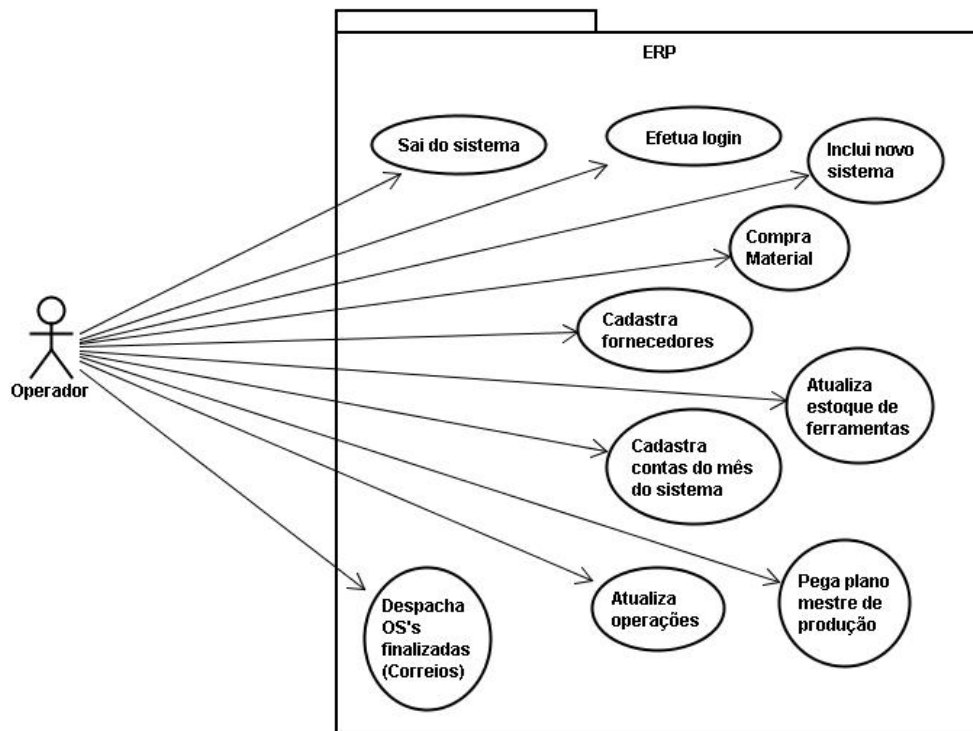 ERP
Sai do sistema
Efetua login
Inclui novo
sistema
Compra
Material
Cadastra
fornecedores
Operador
Atualiza
estoque de
ferramentas
Cadastra
contas do mês
do sistema
Despacha
OS's
finalizadas
(Correios)
Atualiza
operações
Pega plano
mestre de
produção